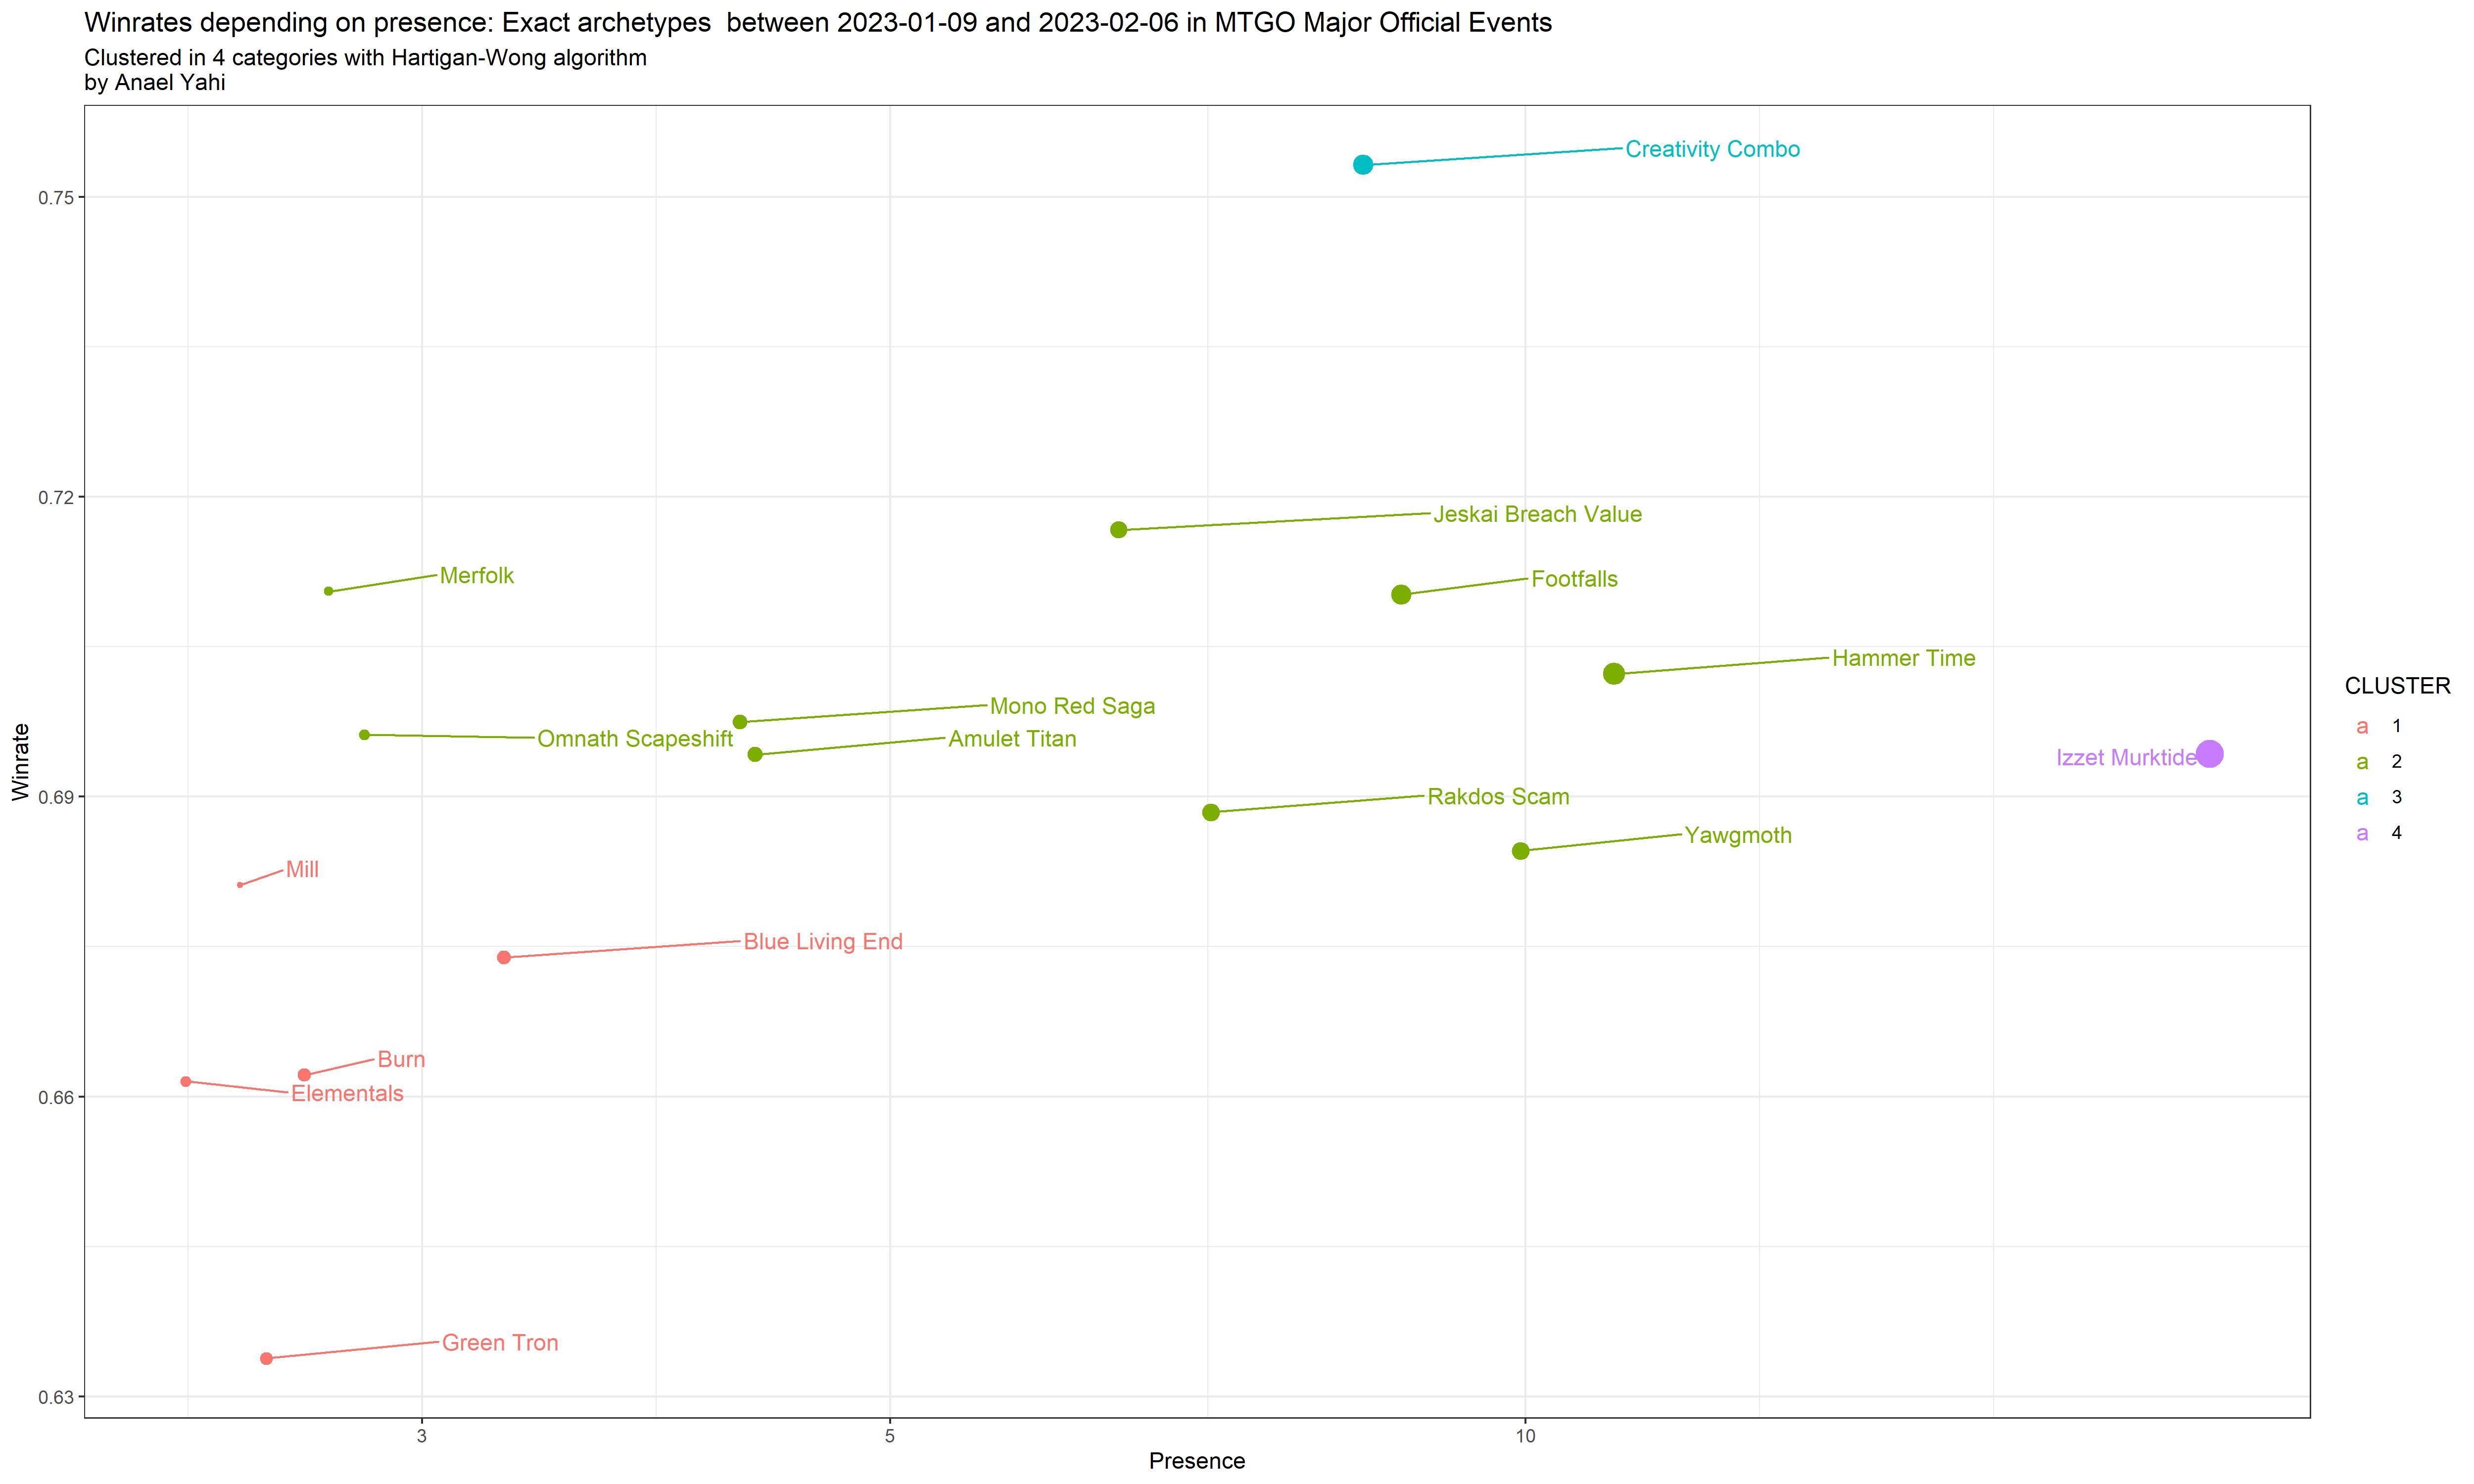 Winrates depending on presence: Exact archetypes  between 2023-01-09 and 2023-02-06 in MTGO Major Official Events
Clustered in 4 categories with Hartigan-Wong algorithm
by Anael Yahi
Creativity Combo
0.75
0.72
Jeskai Breach Value
Merfolk
Footfalls
Hammer Time
CLUSTER
a 1
a 2
a 3
a 4
Mono Red Saga
Omnath Scapeshift
Amulet Titan
Izzet Murktide
Winrate
0.69
Rakdos Scam
Yawgmoth
Mill
Blue Living End
Burn
Elementals
0.66
Green Tron
0.63
3
5
10
Presence